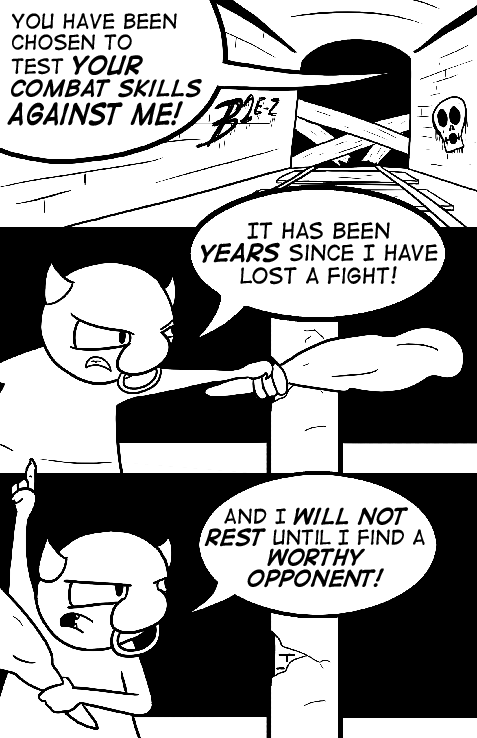 YOU HAVE BEEN
CHOSEN TO
TEST YOUR
COMBAT SKILLS
AGAINST ME!
IT HAS BEEN
YEARS SINCE I HAVE
LOST A FIGHT!
AND I WILL NOT
REST UNTIL I FIND A
WORTHY
OPPONENT!